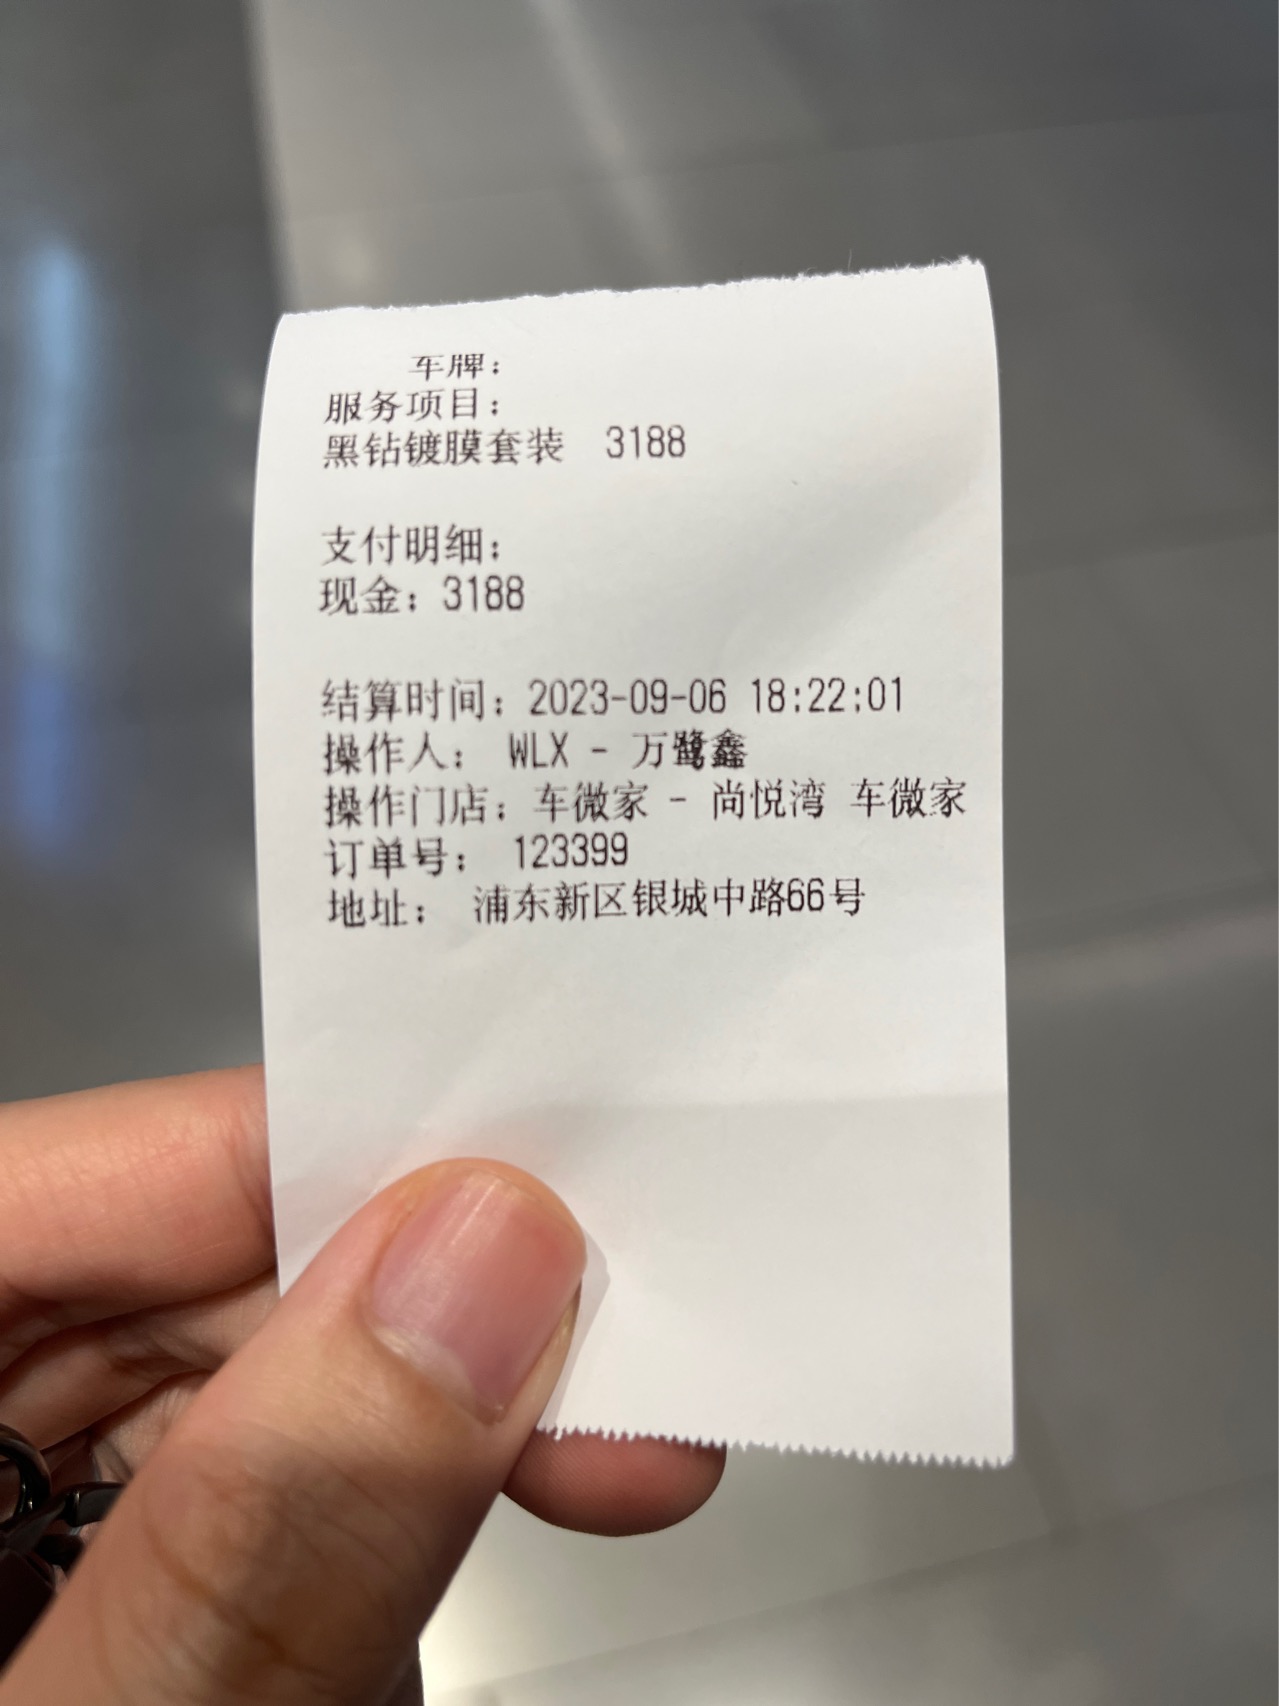 车牌：
服务项目：
黑钻镀膜套装 3188
支付明细：
现金：3188
结算时间：2023-09-06 18:22:01
操作人： WLX - 万鹭鑫
操作门店：车微家 - 尚悦湾 车微家
订单号： 123399
地址： 浦东新区银城中路66号